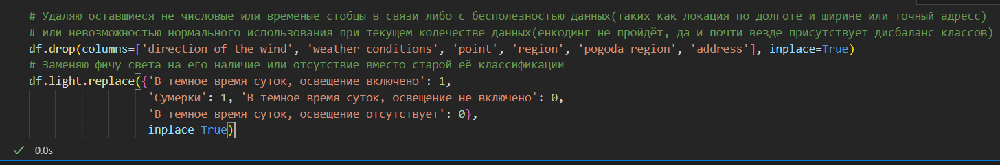 # Удаляю оставшиеся не числовые или временые стобцы в связи либо с бесполезностью данных(таких как локация по долготе и ширине или точный адресс)
# или невозможностью нормального использования при текущем колечестве данных(енкодинг не пройдёт, да и почти везде присутствует дисбаланс классов)
df.drop(columns=['direction_of_the_wind', 'weather_conditions', 'point', 'region', 'pogoda_region', 'address'], inplace=True)
# Заменяю фичу света на его наличие или отсутствие вместо старой её классификации
df.light.replace({'В темное время суток, освещение включено': 1,
'Сумерки': 1, 'В темное время суток, освещение не включено': 0,
'В темное время суток, освещение отсутствует': 0},
inplace=True)
0.0s